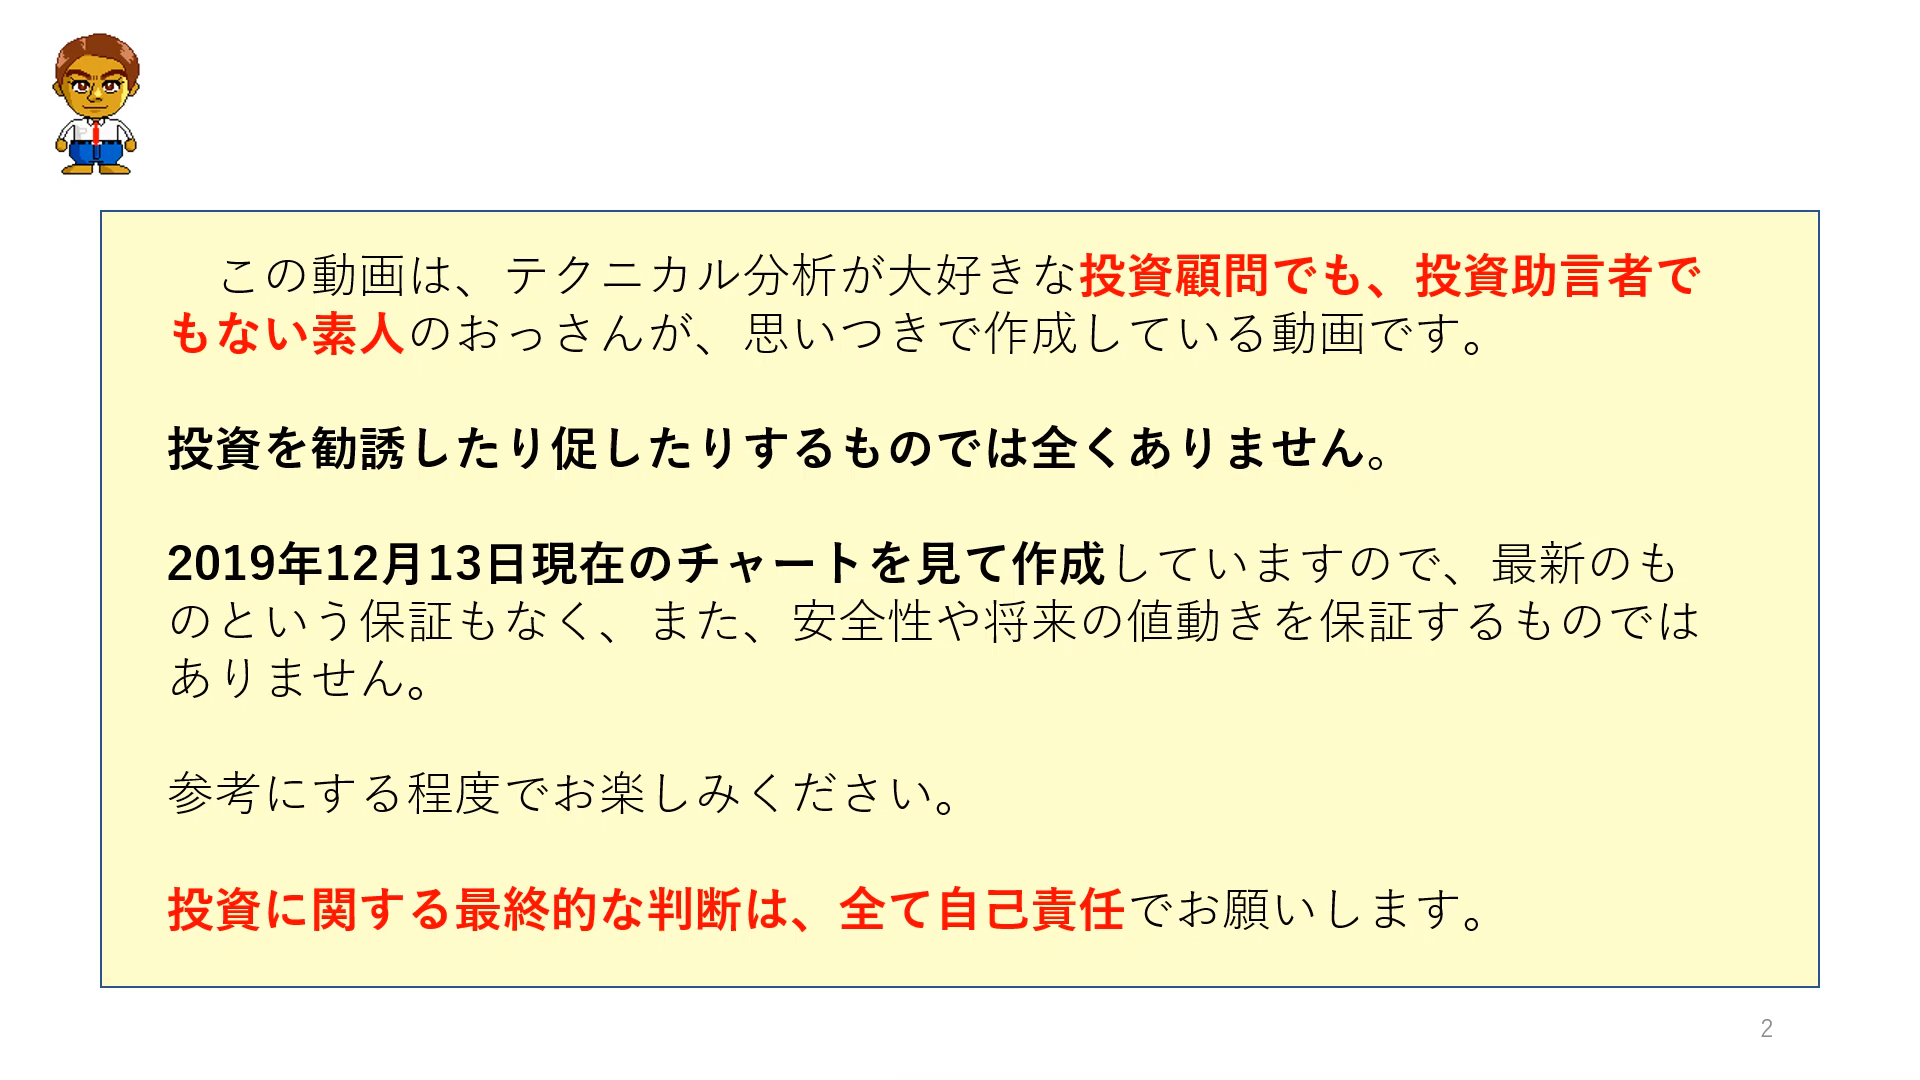 この動画は、テクニカル分析が大好きな投資顧問でも、投資助言者で
もない素人のおっさんが、思いつきで作成している動画です。
投資を勧誘したり促したりするものでは全くありません。
2019年12月13日現在のチャートを見て作成していますので、最新のも
のという保証もなく、また、安全性や将来の値動きを保証するものでは
ありません。
参考にする程度でお楽しみください。
投資に関する最終的な判断は、全て自己責任でお願いします。
2